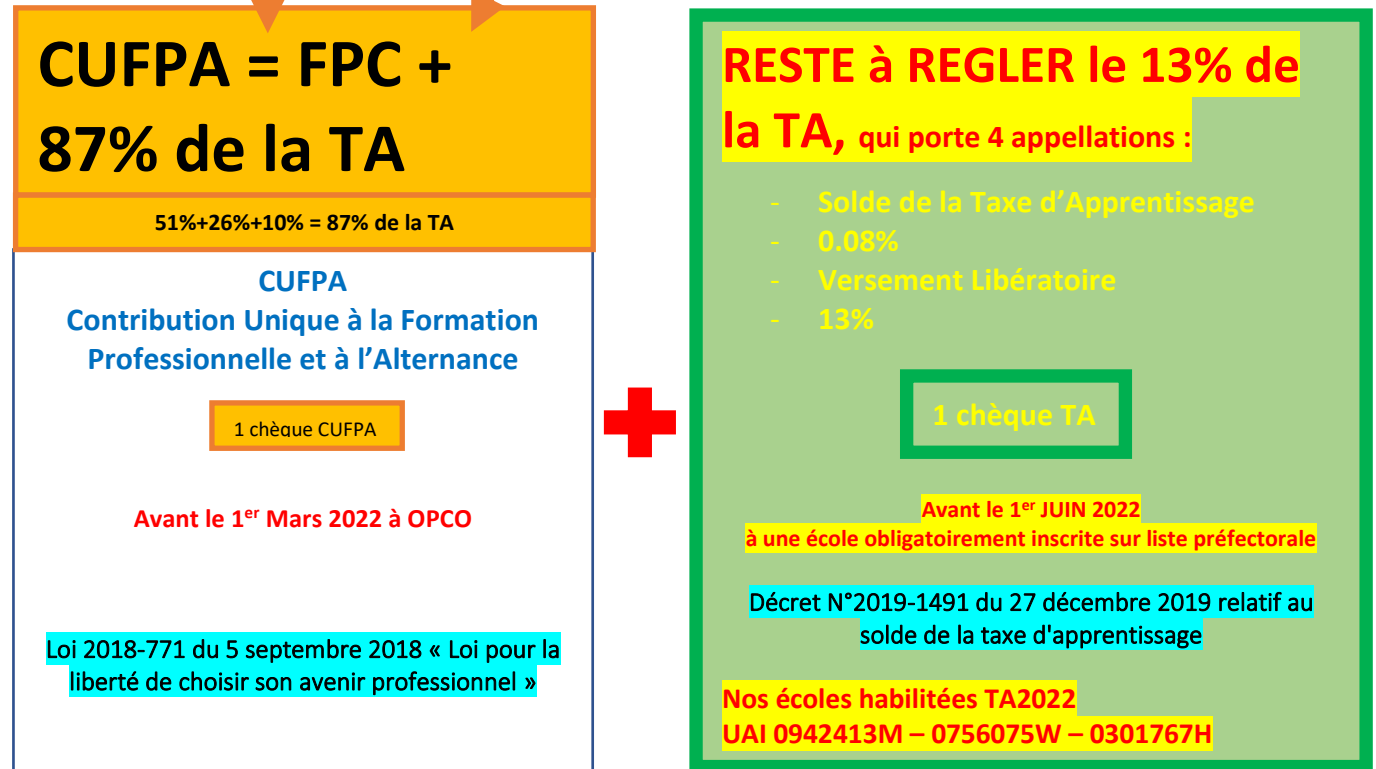 CUFPA = FPC +
87% de la TA
51%+26%+10% = 87% de la TA
CUFPA
Contribution Unique à la Formation
Professionnelle et à l’Alternance
1 chèque CUFPA
Avant le 1er Mars 2022 à OPCO
Loi 2018-771 du 5 septembre 2018 « Loi pour la
liberté de choisir son avenir professionnel »
RESTE à REGLER le 13% de
la TA, qui porte 4 appellations :
- Solde de la Taxe d’Apprentissage
- 0.08%
- Versement Libératoire
- 13%
1 chèque TA
Avant le 1er JUIN 2022
à une école obligatoirement inscrite sur liste préfectorale
Décret N°2019-1491 du 27 décembre 2019 relatif au
solde de la taxe d'apprentissage
Nos écoles habilitées TA2022
UAI 0942413M – 0756075W – 0301767H